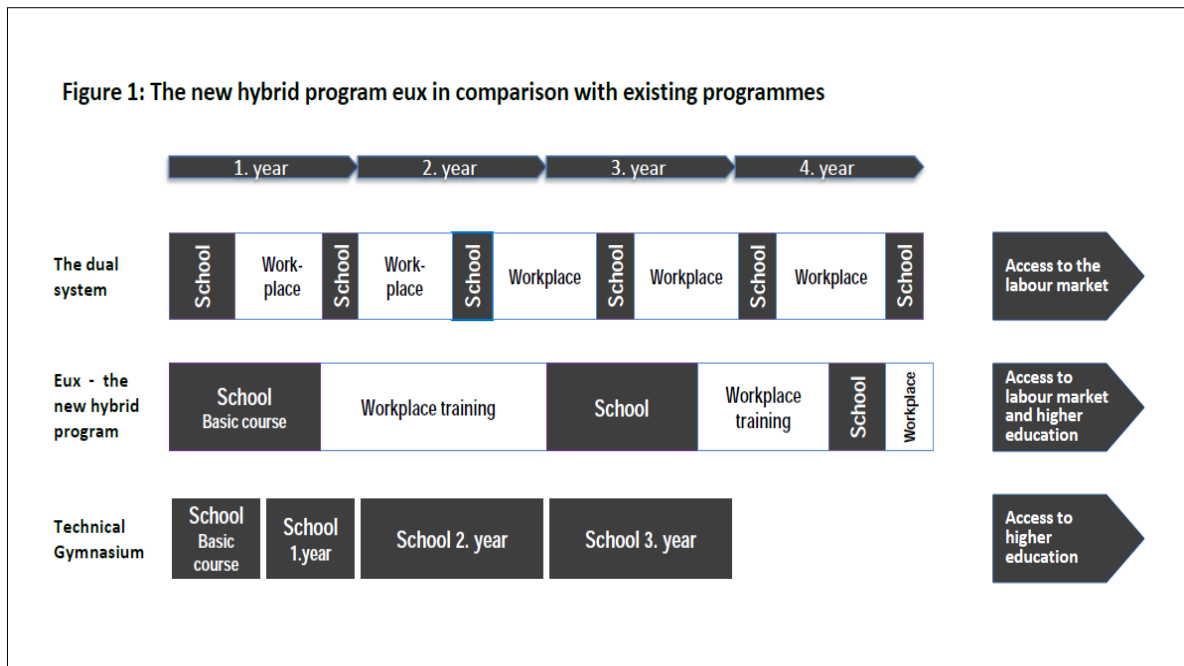 Figure 1: The new hybrid program eux in comparison with existing programmes
1. year
2. year
3. year
4. year
The dual
system
School
Work-
place
School
Work-
place
School
Workplace
School
Workplace
School
Workplace
School
Access to the
labour market
Eux - the
new hybrid
program
School
Basic course
Workplace training
School
Workplace
training
School
Workplace
Access to
labour market
and higher
education
Technical
Gymnasium
School
Basic
course
School
1.year
School 2. year
School 3. year
Access to
higher
education